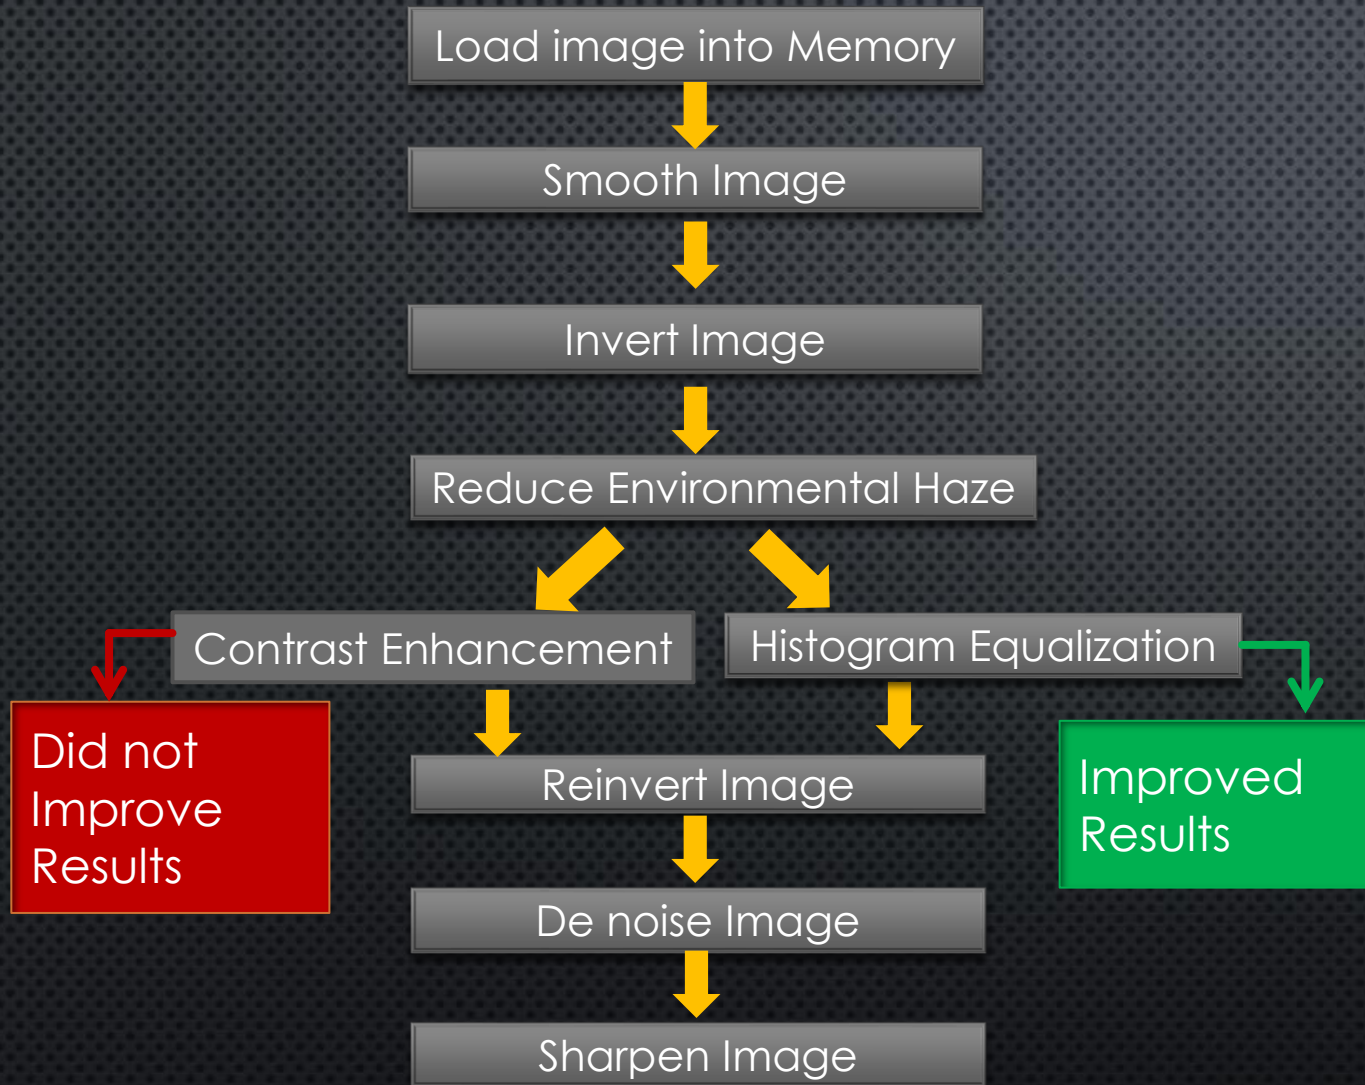 Load image into Memory
Smooth Image
Invert Image
Reduce Environmental Haze
Contrast Enhancement
Histogram Equalization
Did not
Improve
Results
Improved
Results
Reinvert Image
De noise Image
Sharpen Image